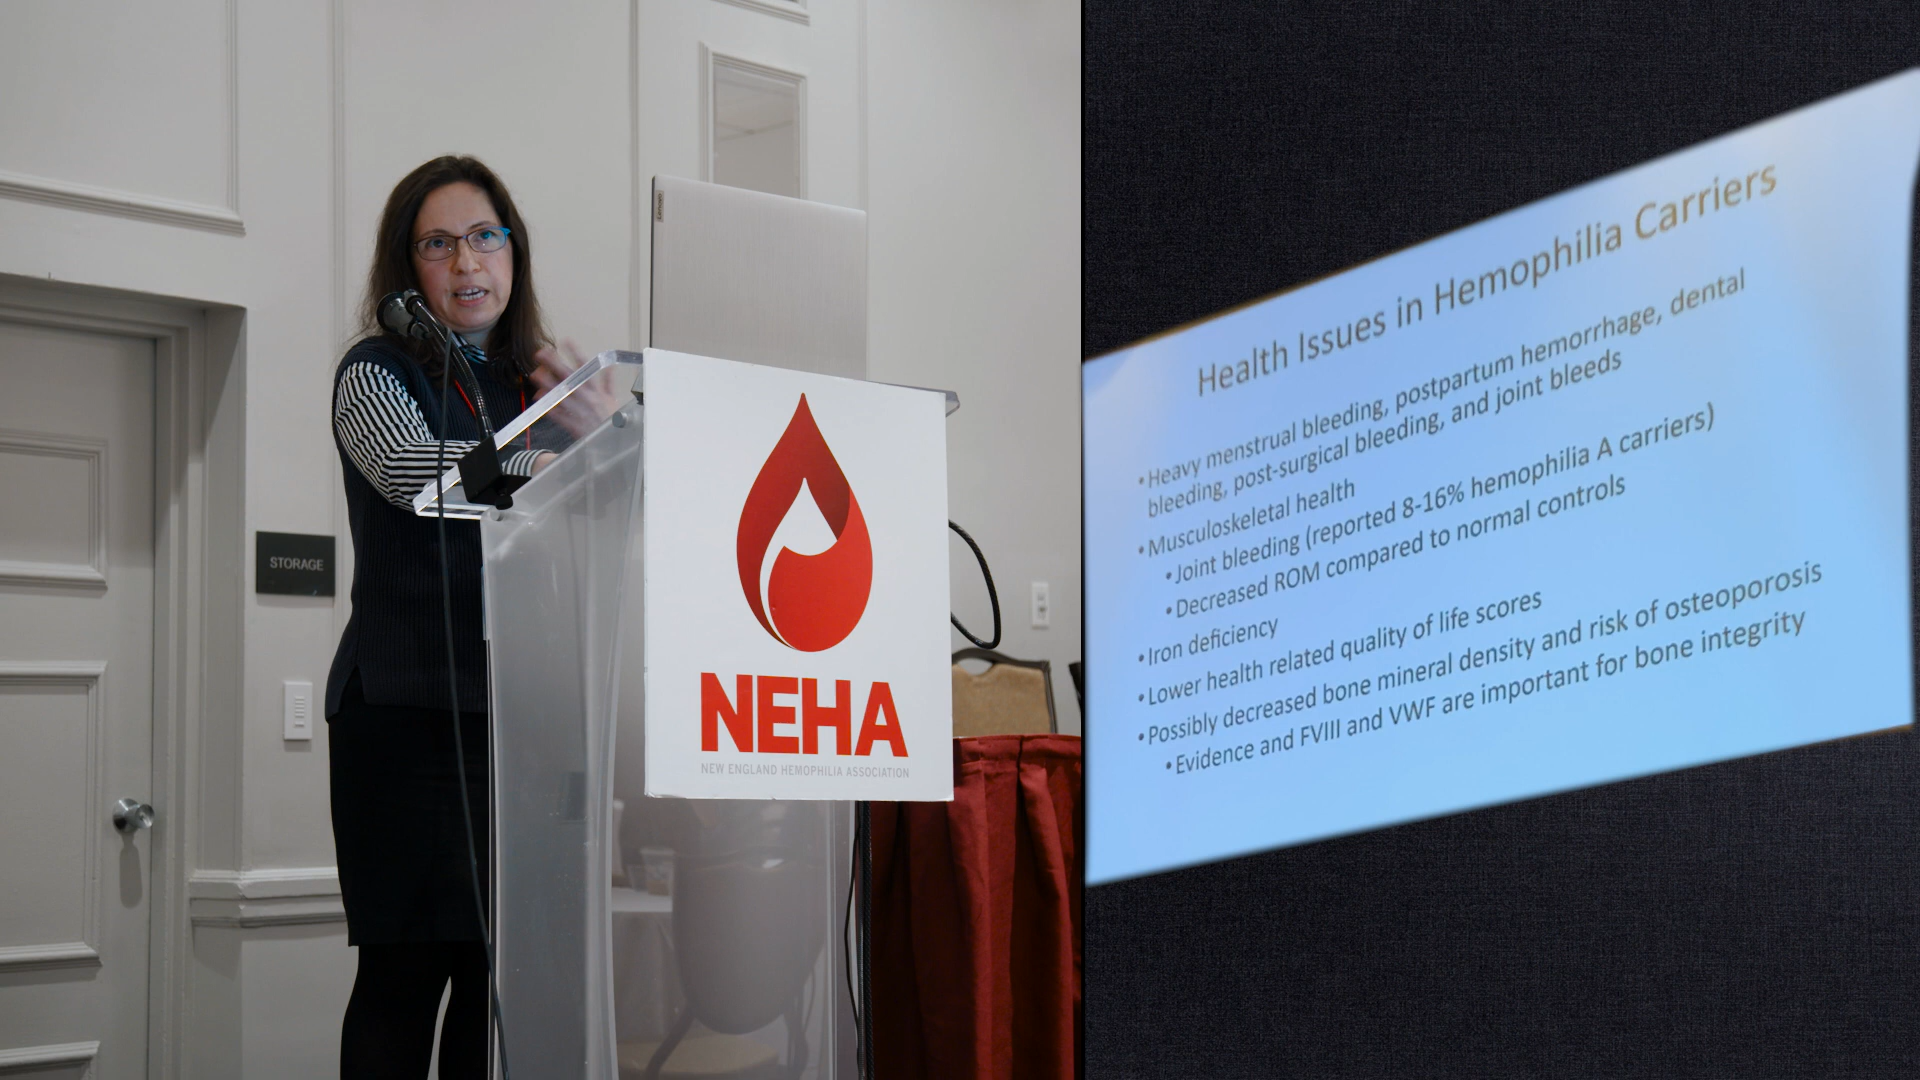 Lenovo
STORAGE
NEHA
NEW ENGLAND HEMOPHILIA ASSOCIATION
Health Issues in Hemophilia Carriers
•Heavy menstrual bleeding, postpartum hemorrhage, dental
bleeding, post-surgical bleeding, and joint bleeds
•Musculoskeletal health
•Joint bleeding (reported 8-16% hemophilia A carriers)
•Decreased ROM compared to normal controls
•Iron deficiency
•Lower health related quality of life scores
•Possibly decreased bone mineral density and risk of osteoporosis
•Evidence and FVIII and VWF are important for bone integrity